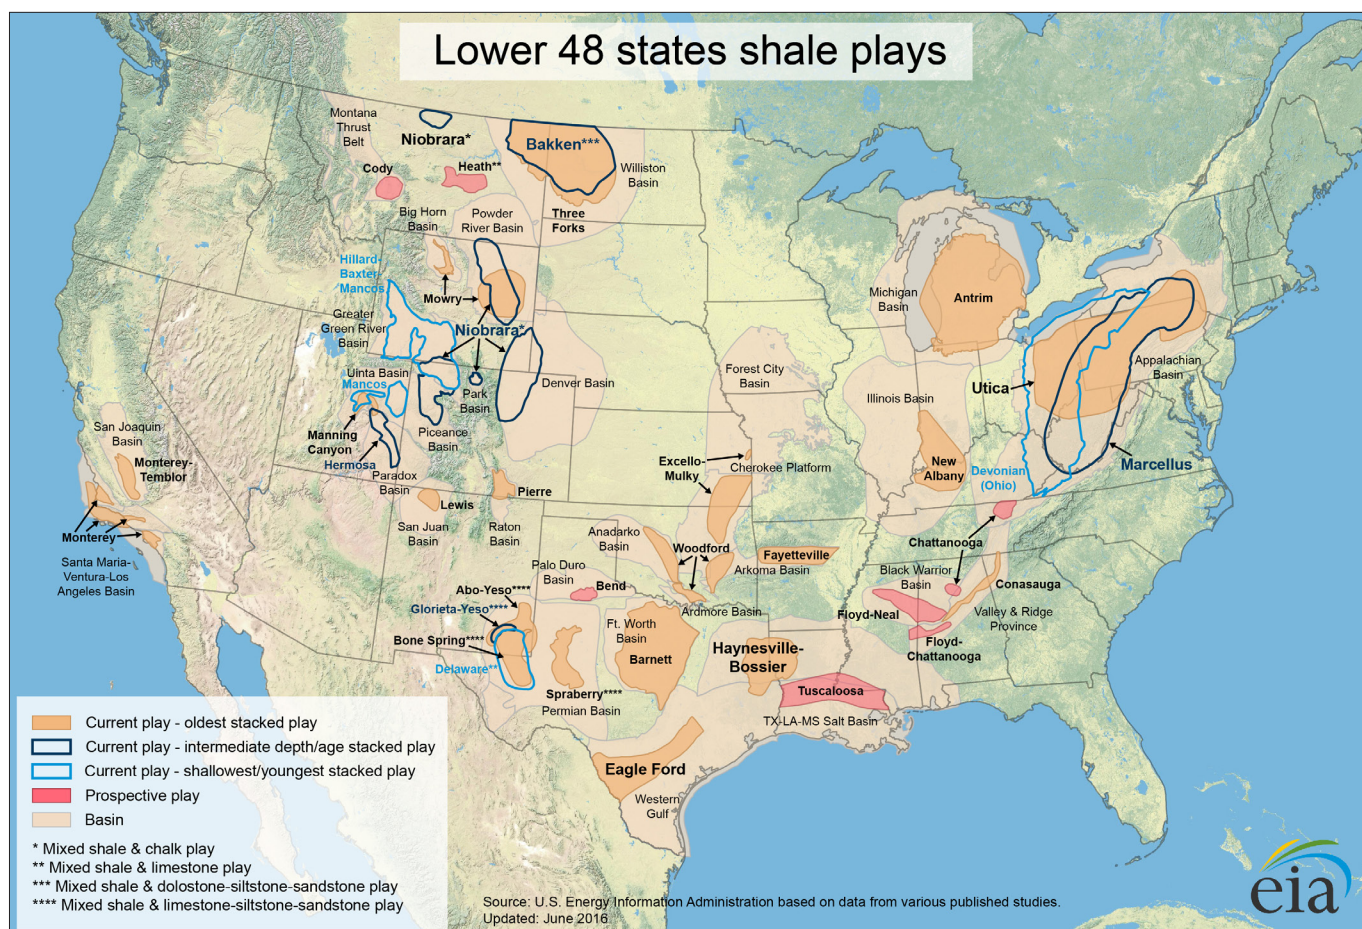 Lower 48 states shale plays
Montana
Thrust
Belt
Niobrara*
Bakken***
Cody
Heath**
Williston
Basin
Big Horn
Basin
Powder
River Basin
Three
Forks
Hillard-
Baxter-
Mancos
Mowry
Greater
Green River
Basin
Niobrara*
Michigan
Basin
Antrim
Uinta Basin
Mancos
Park
Basin
Denver Basin
Forest City
Basin
Illinois Basin
Utica
Appalachian
Basin
San Joaquin
Basin
Monterey-
Temblor
Manning
Canyon
Hermosa
Piceance
Basin
Paradox
Basin
Excello-
Mulky
Cherokee Platform
New
Albany
Devonian
(Ohio)
Marcellus
Pierre
Lewis
San Juan
Basin
Raton
Basin
Monterey
Santa Maria-
Ventura-Los
Angeles Basin
Anadarko
Basin
Woodford
Fayetteville
Arkoma Basin
Chattanooga
Black Warrior
Basin
Conasauga
Palo Duro
Basin
Bend
Abo-Yeso****
Glorieta-Yeso****
Ardmore Basin
Floyd-Neal
Valley & Ridge
Province
Bone Spring****
Delaware**
Ft. Worth
Basin
Barnett
Haynesville-
Bossier
Floyd-
Chattanooga
Spraberry****
Permian Basin
Tuscaloosa
TX-LA-MS Salt Basin
Eagle Ford
Western
Gulf
Current play - oldest stacked play
Current play - intermediate depth/age stacked play
Current play - shallowest/youngest stacked play
Prospective play
Basin
* Mixed shale & chalk play
** Mixed shale & limestone play
*** Mixed shale & dolostone-siltstone-sandstone play
**** Mixed shale & limestone-siltstone-sandstone play
Source: U.S. Energy Information Administration based on data from various published studies.
Updated: June 2016
eia